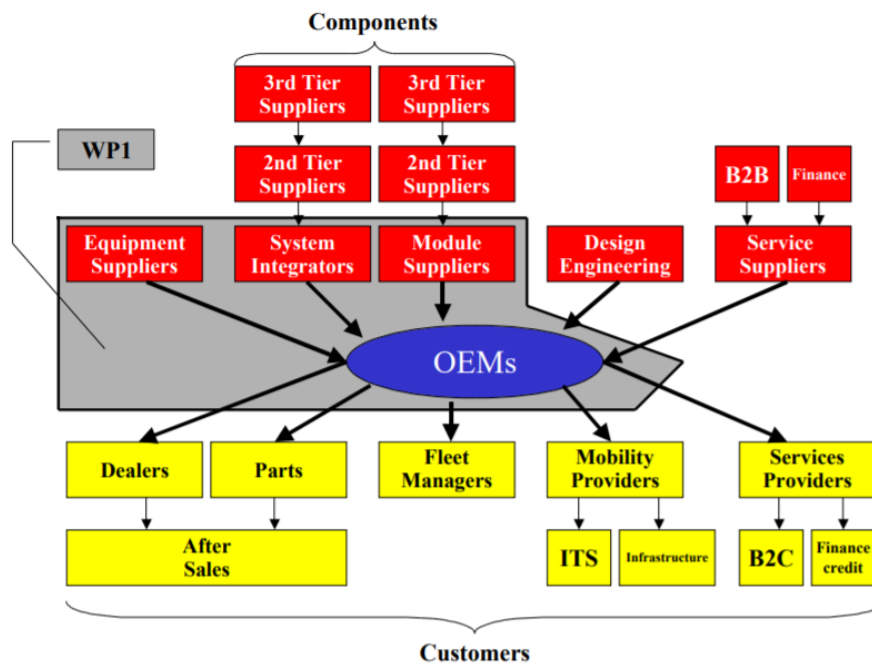 Components
3rd Tier
Suppliers
3rd Tier
Suppliers
WP1
2nd Tier
Suppliers
2nd Tier
Suppliers
B2B
Finance
Equipment
Suppliers
System
Integrators
Module
Suppliers
Design
Engineering
Service
Suppliers
OEMs
Dealers
Parts
Fleet
Managers
Mobility
Providers
Services
Providers
After
Sales
ITS
Infrastructure
B2C
Finance
credit
Customers